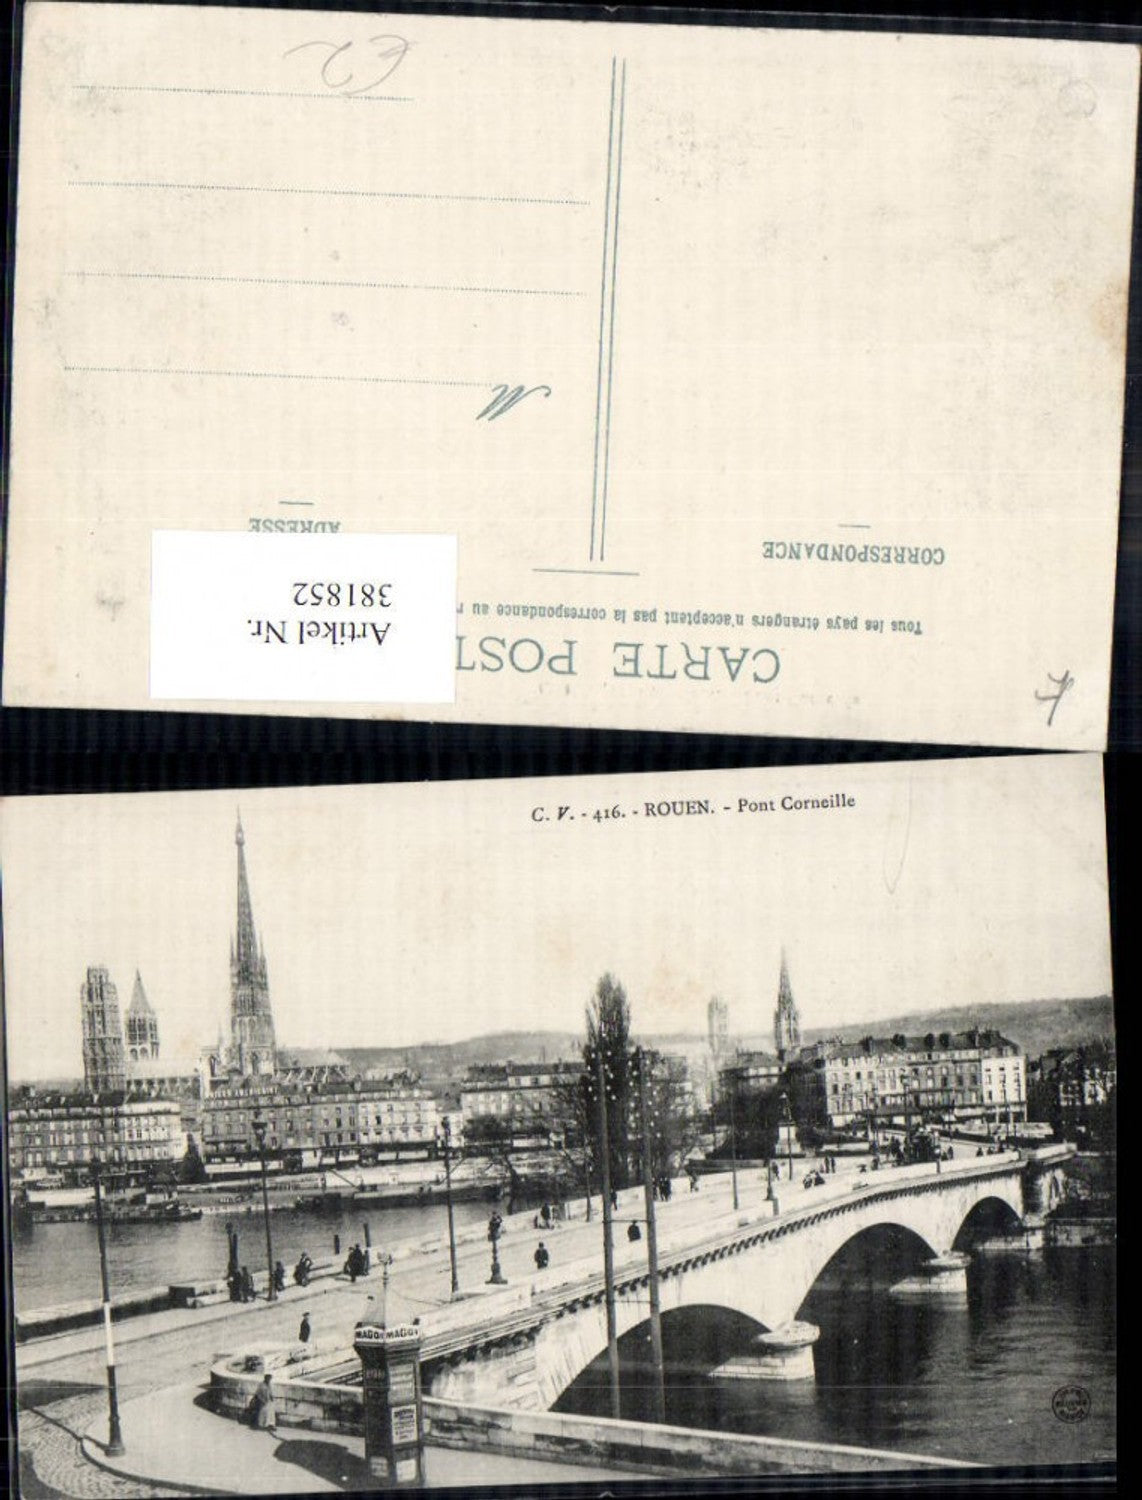 CARTE POST
Tous les pays étrangers n'acceptent pas la correspondance au
CORRESPONDANCE
ADRESSE
M
Artikel Nr.
381852
C. V. - 416. - ROUEN. - Pont Corneille
MAGGI MAGGI